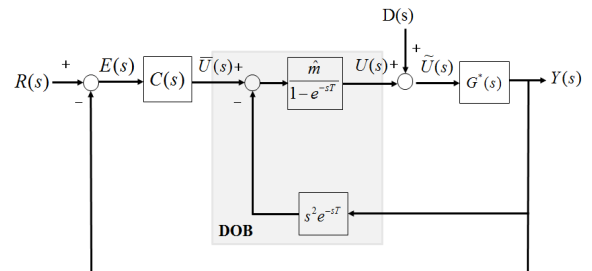 D(s)
+
R(s)
+
−
E(s)
C(s)
U̅(s)+
−
m̂
1−e^{−sT}
U(s)+
Ũ(s)
G*(s)
Y(s)
s²e^{−sT}
DOB